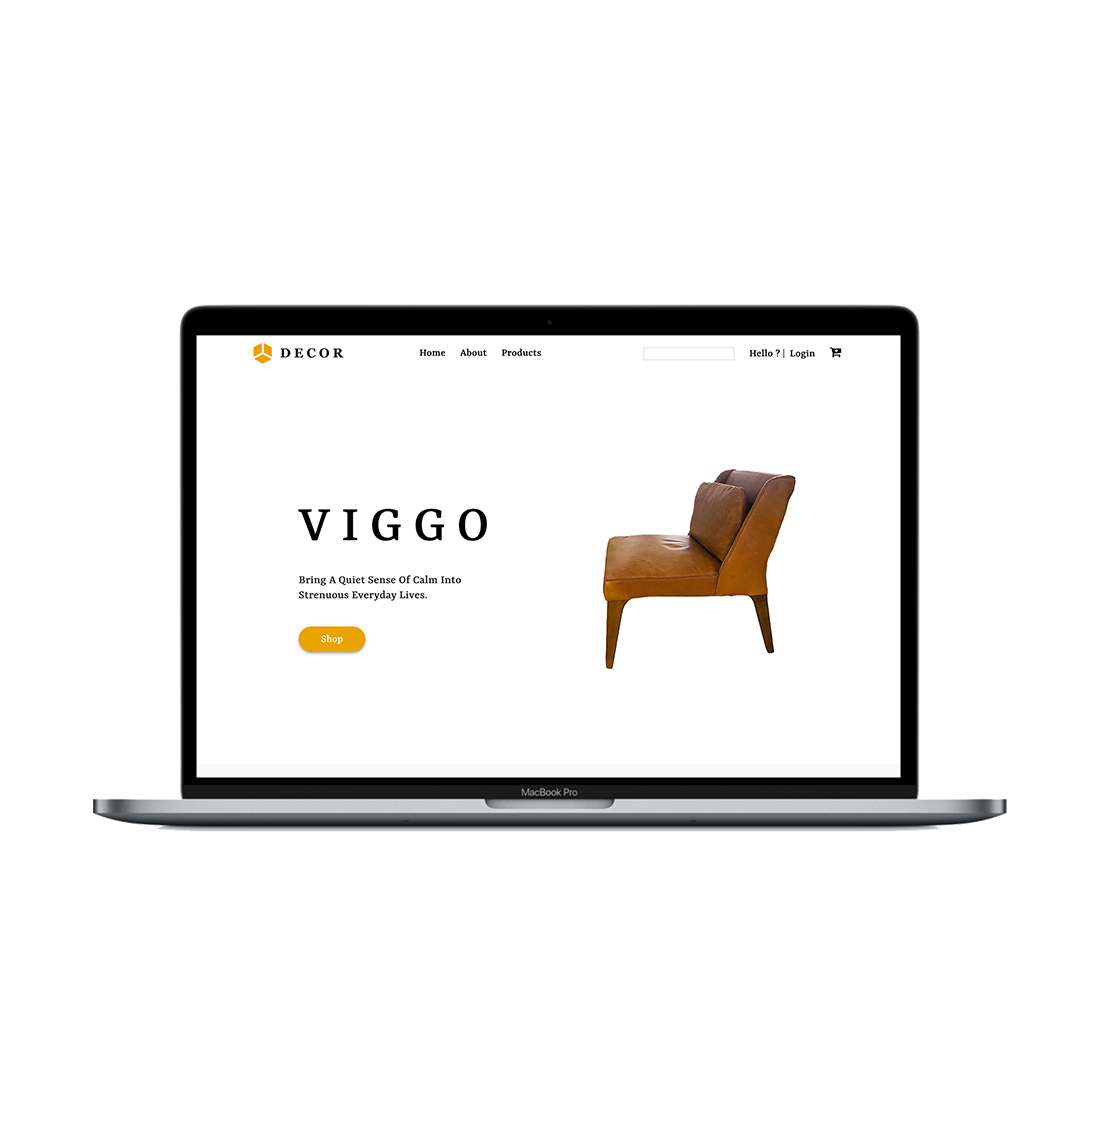 DECOR
Home About Products
Hello ? | Login
VIGGO
Bring A Quiet Sense Of Calm Into
Strenuous Everyday Lives.
Shop
MacBook Pro